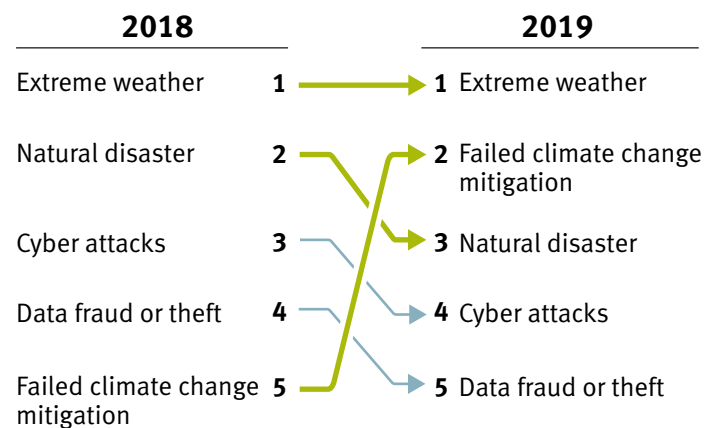 2018
2019
Extreme weather 1
1 Extreme weather
Natural disaster 2
2 Failed climate change
mitigation
Cyber attacks 3
3 Natural disaster
Data fraud or theft 4
4 Cyber attacks
Failed climate change 5
mitigation
5 Data fraud or theft